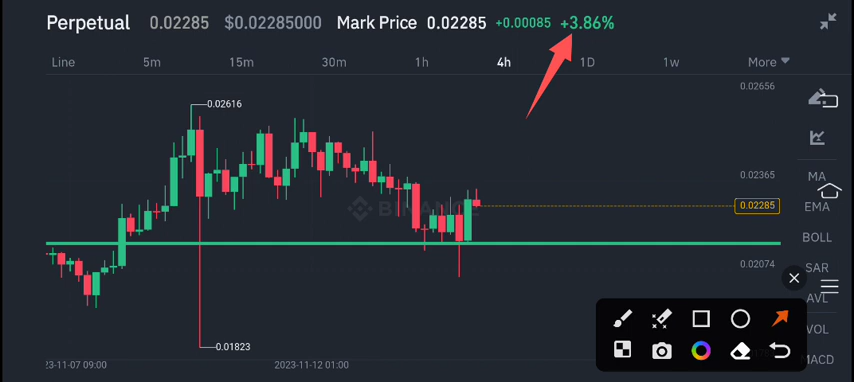 Perpetual 0.02285 $0.02285000 Mark Price 0.02285 +0.00085 +3.86%
Line 5m 15m 30m 1h 4h 1D 1w More
0.02656
0.02616
0.02365
MA
0.02285
EMA
BINANCE
BOLL
0.02074
SAR
AVL
VOL
0.01823
MACD
23-11-07 09:00 2023-11-12 01:00